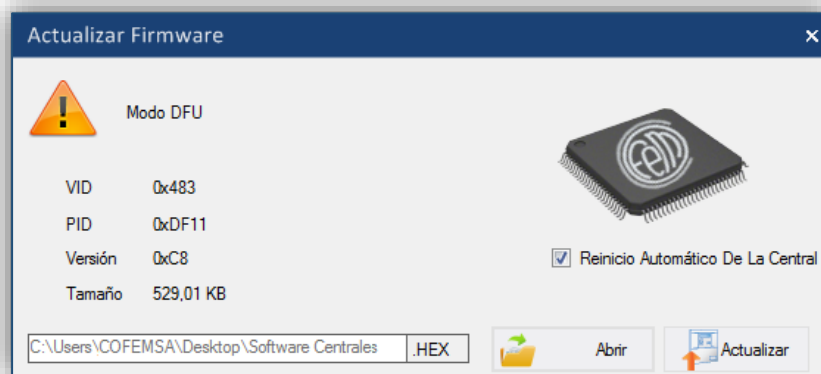 Actualizar Firmware
Modo DFU
VID 0x483
PID 0xDF11
Versión 0xC8
Tamaño 529,01 KB
Reinicio Automático De La Central
C:\Users\COFEMSA\Desktop\Software Centrales .HEX Abrir Actualizar